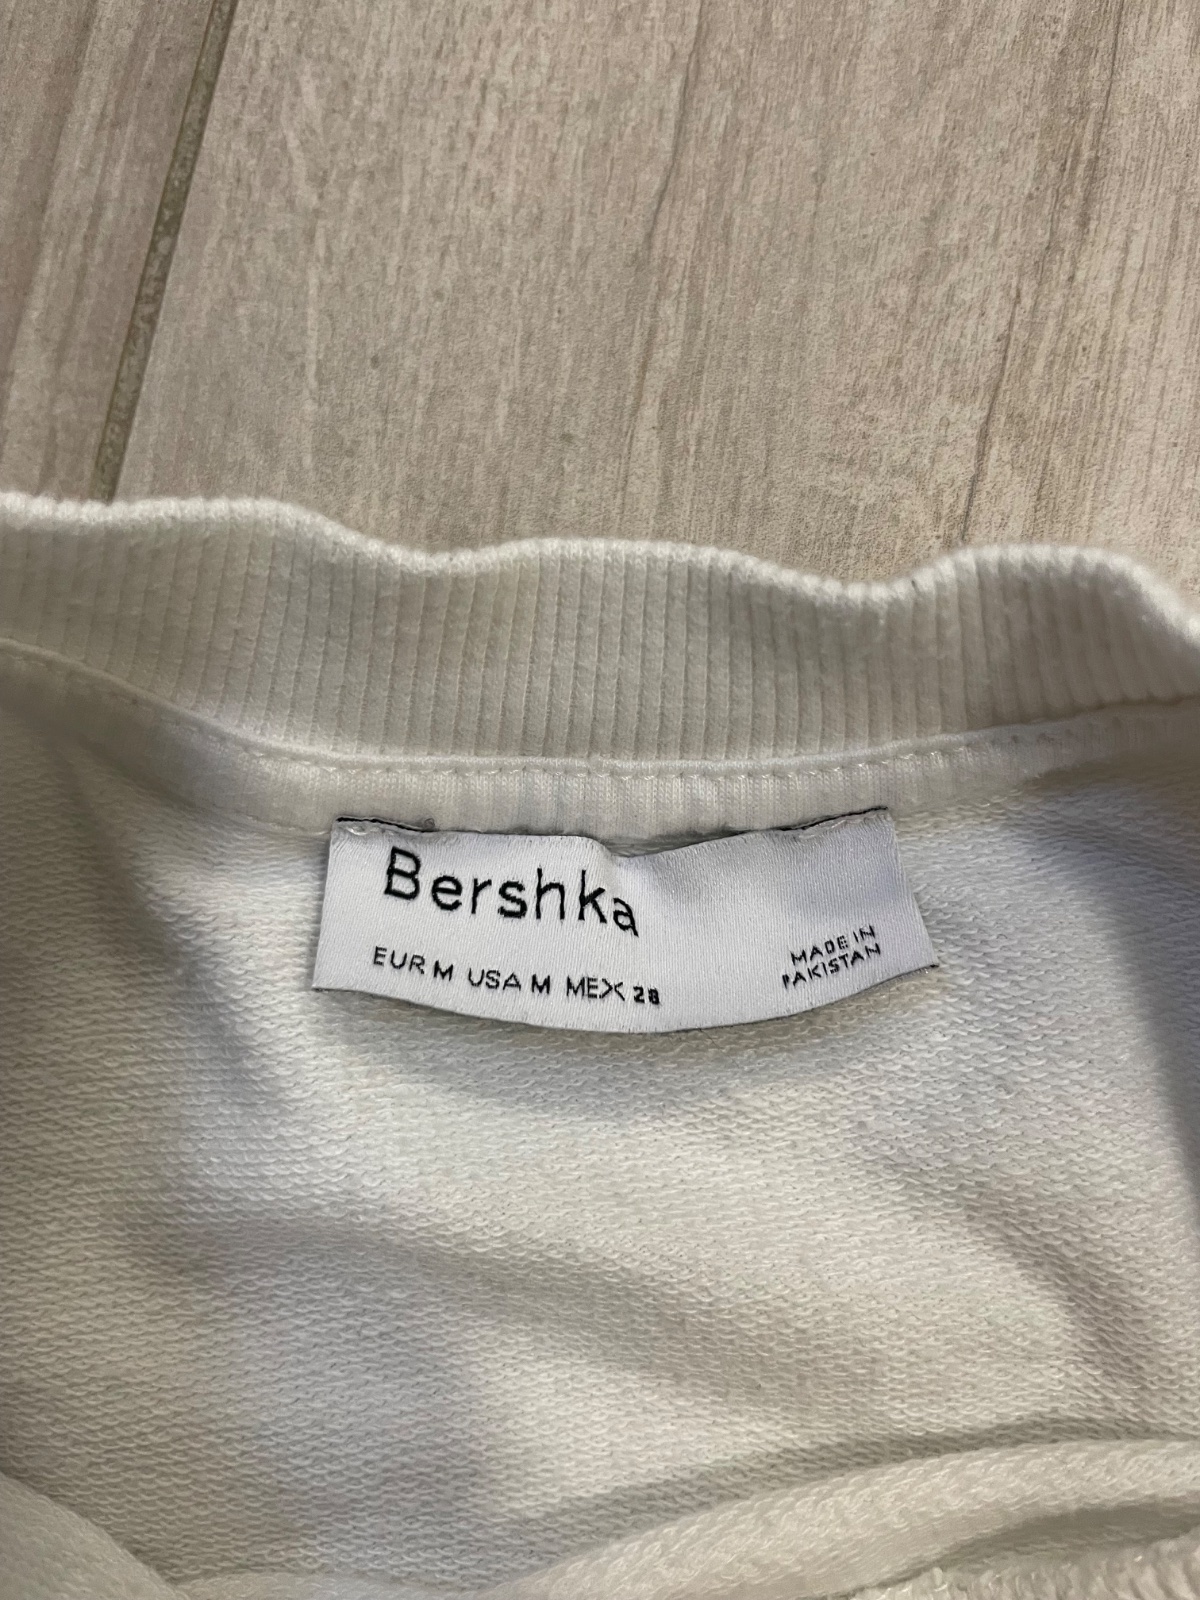 Bershka
EUR M USA M MEX 28
MADE IN
PAKISTAN